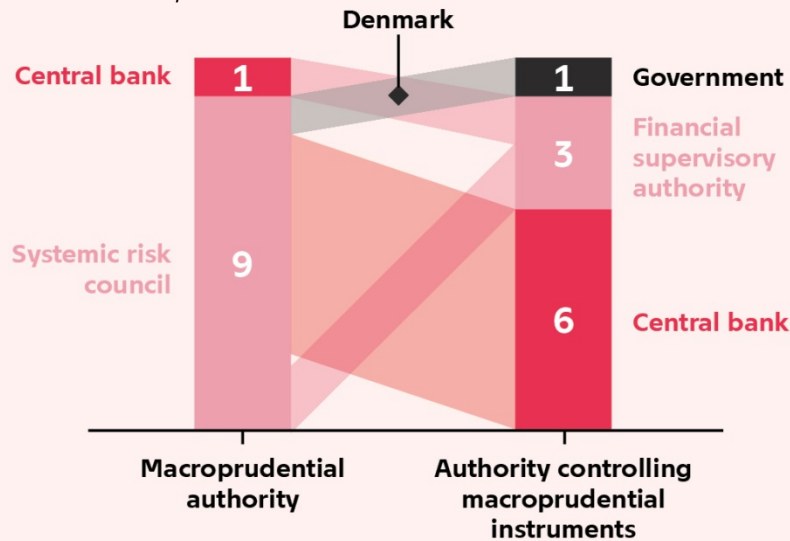 Denmark
Central bank
1
1
Government
3
Financial
supervisory
authority
Systemic risk
council
9
6
Central bank
Macroprudential
authority
Authority controlling
macroprudential
instruments